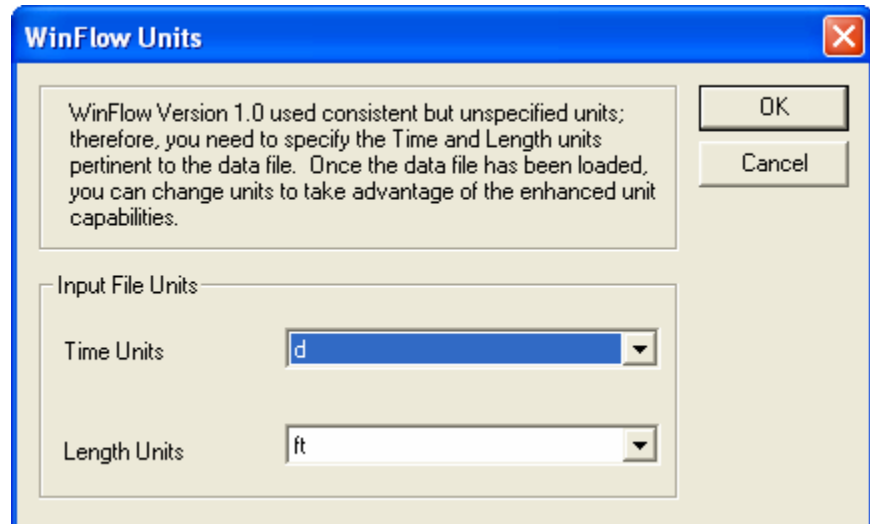 WinFlow Units
WinFlow Version 1.0 used consistent but unspecified units;
therefore, you need to specify the Time and Length units
pertinent to the data file.  Once the data file has been loaded,
you can change units to take advantage of the enhanced unit
capabilities.
OK
Cancel
Input File Units
Time Units
d
Length Units
ft